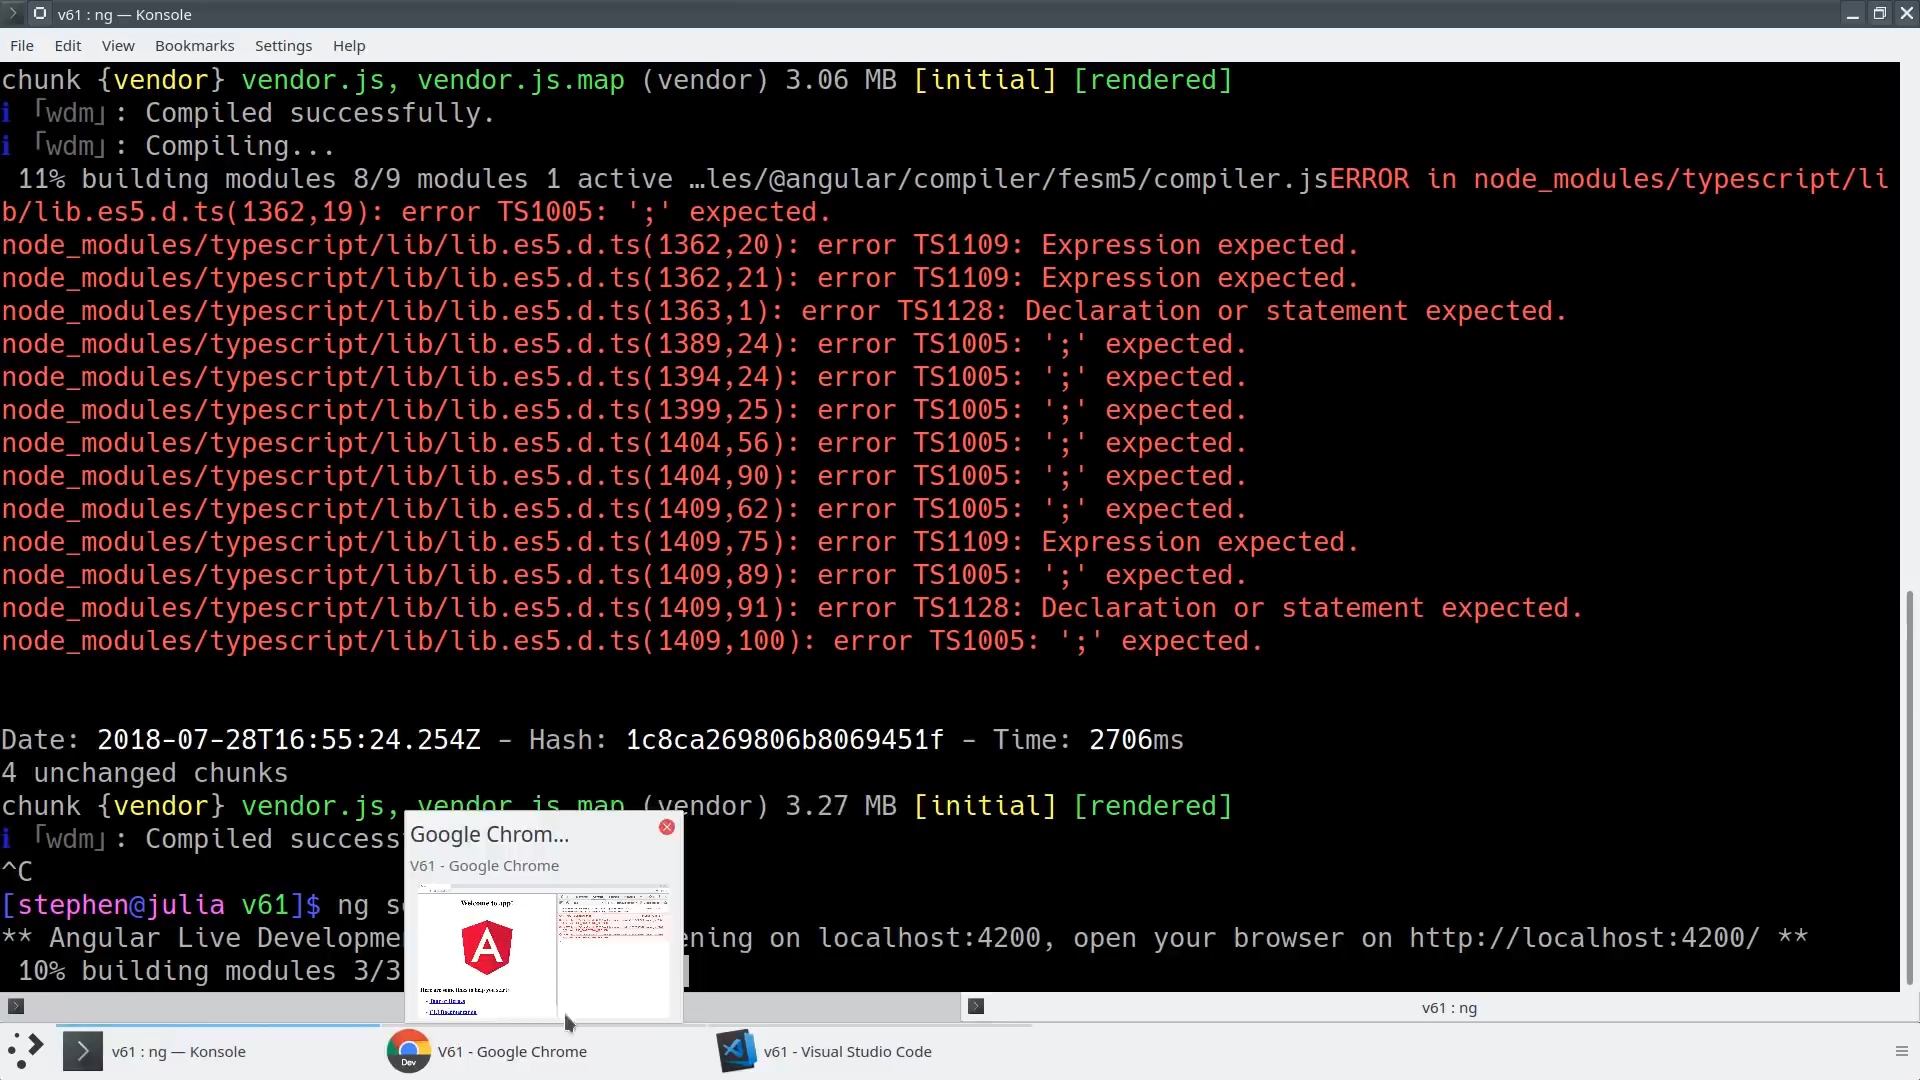 v61 : ng — Konsole
File Edit View Bookmarks Settings Help
chunk {vendor} vendor.js, vendor.js.map (vendor) 3.06 MB [initial] [rendered]
i ｢wdm｣: Compiled successfully.
i ｢wdm｣: Compiling...
11% building modules 8/9 modules 1 active …les/@angular/compiler/fesm5/compiler.jsERROR in node_modules/typescript/li
b/lib.es5.d.ts(1362,19): error TS1005: ';' expected.
node_modules/typescript/lib/lib.es5.d.ts(1362,20): error TS1109: Expression expected.
node_modules/typescript/lib/lib.es5.d.ts(1362,21): error TS1109: Expression expected.
node_modules/typescript/lib/lib.es5.d.ts(1363,1): error TS1128: Declaration or statement expected.
node_modules/typescript/lib/lib.es5.d.ts(1389,24): error TS1005: ';' expected.
node_modules/typescript/lib/lib.es5.d.ts(1394,24): error TS1005: ';' expected.
node_modules/typescript/lib/lib.es5.d.ts(1399,25): error TS1005: ';' expected.
node_modules/typescript/lib/lib.es5.d.ts(1404,56): error TS1005: ';' expected.
node_modules/typescript/lib/lib.es5.d.ts(1404,90): error TS1005: ';' expected.
node_modules/typescript/lib/lib.es5.d.ts(1409,62): error TS1005: ';' expected.
node_modules/typescript/lib/lib.es5.d.ts(1409,75): error TS1109: Expression expected.
node_modules/typescript/lib/lib.es5.d.ts(1409,89): error TS1005: ';' expected.
node_modules/typescript/lib/lib.es5.d.ts(1409,91): error TS1128: Declaration or statement expected.
node_modules/typescript/lib/lib.es5.d.ts(1409,100): error TS1005: ';' expected.
Date: 2018-07-28T16:55:24.254Z - Hash: 1c8ca269806b8069451f - Time: 2706ms
4 unchanged chunks
chunk {vendor} vendor.js, vendor.js.map (vendor) 3.27 MB [initial] [rendered]
i ｢wdm｣: Compiled success
^C
[stephen@julia v61]$ ng s
** Angular Live Developme ening on localhost:4200, open your browser on http://localhost:4200/ **
10% building modules 3/3
Google Chrom...
V61 - Google Chrome
Welcome to app!
A
v61 : ng
v61 : ng — Konsole
Dev
V61 - Google Chrome
v61 - Visual Studio Code